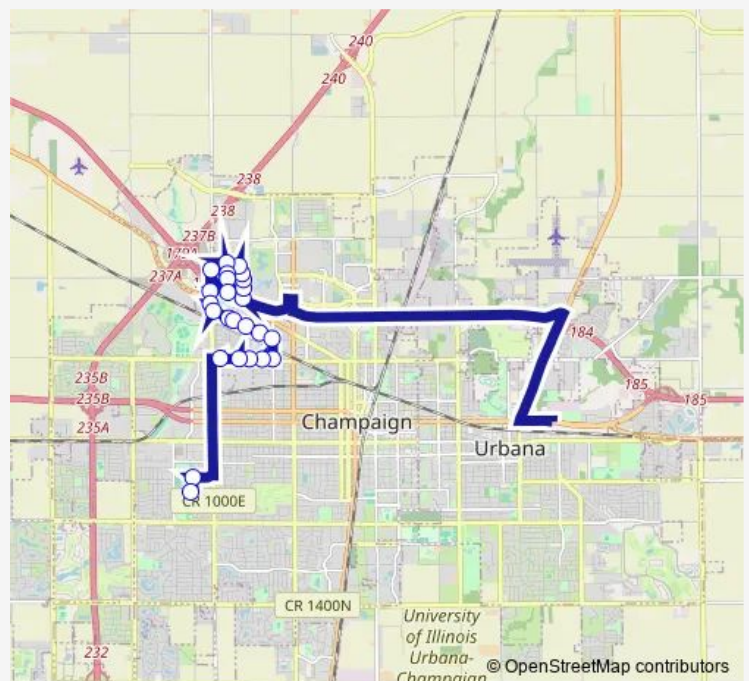 240
240
238
238
237B
179A
237A
184
185
185
235B
235B
235A
Champaign
Urbana
CR 1000E
CR 1400N
University
of Illinois
Urbana-
Champaign
232
© OpenStreetMap contributors